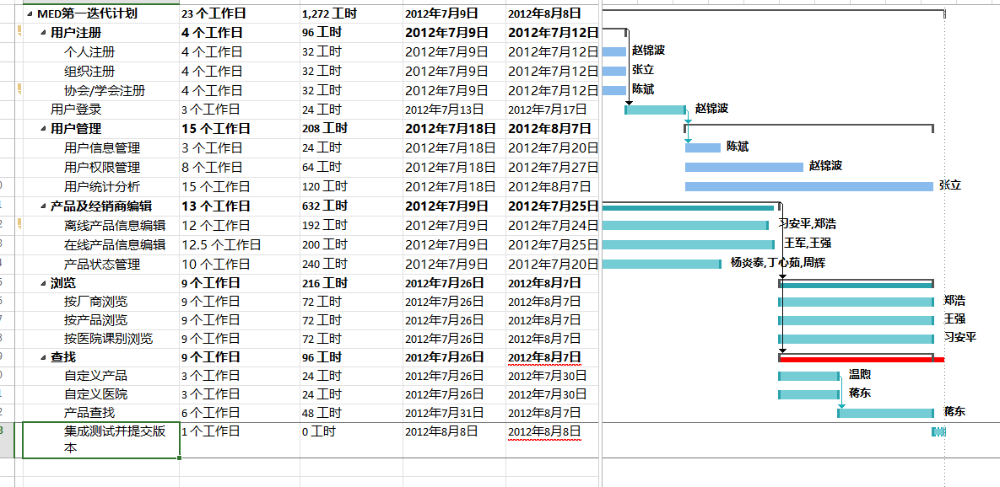 MED第一迭代计划 23 个工作日 1,272 工时 2012年7月9日 2012年8月8日
用户注册 4 个工作日 96 工时 2012年7月9日 2012年7月12日
个人注册 4 个工作日 32 工时 2012年7月9日 2012年7月12日 赵锦波
组织注册 4 个工作日 32 工时 2012年7月9日 2012年7月12日 张立
协会/学会注册 4 个工作日 32 工时 2012年7月9日 2012年7月12日 陈斌
用户登录 3 个工作日 24 工时 2012年7月13日 2012年7月17日 赵锦波
用户管理 15 个工作日 208 工时 2012年7月18日 2012年8月7日
用户信息管理 3 个工作日 24 工时 2012年7月18日 2012年7月20日 陈斌
用户权限管理 8 个工作日 64 工时 2012年7月18日 2012年7月27日 赵锦波
用户统计分析 15 个工作日 120 工时 2012年7月18日 2012年8月7日 张立
产品及经销商编辑 13 个工作日 632 工时 2012年7月9日 2012年7月25日
离线产品信息编辑 12 个工作日 192 工时 2012年7月9日 2012年7月24日 习安平,郑浩
在线产品信息编辑 12.5 个工作日 200 工时 2012年7月9日 2012年7月25日 王军,王强
产品状态管理 10 个工作日 240 工时 2012年7月9日 2012年7月20日 杨炎泰,丁心茹,周辉
浏览 9 个工作日 216 工时 2012年7月26日 2012年8月7日
按厂商浏览 9 个工作日 72 工时 2012年7月26日 2012年8月7日 郑浩
按产品浏览 9 个工作日 72 工时 2012年7月26日 2012年8月7日 王强
按医院课别浏览 9 个工作日 72 工时 2012年7月26日 2012年8月7日 习安平
查找 9 个工作日 96 工时 2012年7月26日 2012年8月7日
自定义产品 3 个工作日 24 工时 2012年7月26日 2012年7月30日 温煦
自定义医院 3 个工作日 24 工时 2012年7月26日 2012年7月30日 蒋东
产品查找 6 个工作日 48 工时 2012年7月31日 2012年8月7日 蒋东
集成测试并提交版 1 个工作日 0 工时 2012年8月8日 2012年8月8日
本